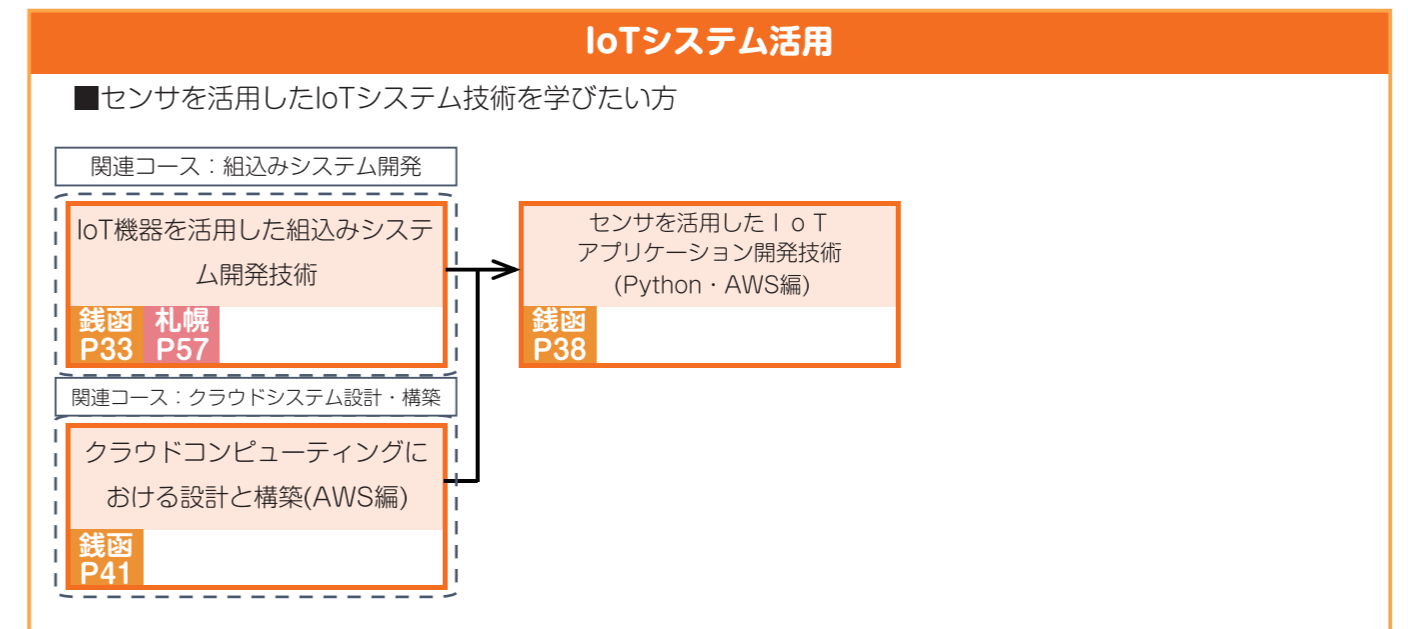 IoTシステム活用
■センサを活用したIoTシステム技術を学びたい方
関連コース：組込みシステム開発
IoT機器を活用した組込みシステ
ム開発技術
銭函 札幌
P33 P57
センサを活用したＩｏＴ
アプリケーション開発技術
(Python・AWS編)
銭函
P38
関連コース：クラウドシステム設計・構築
クラウドコンピューティングに
おける設計と構築(AWS編)
銭函
P41